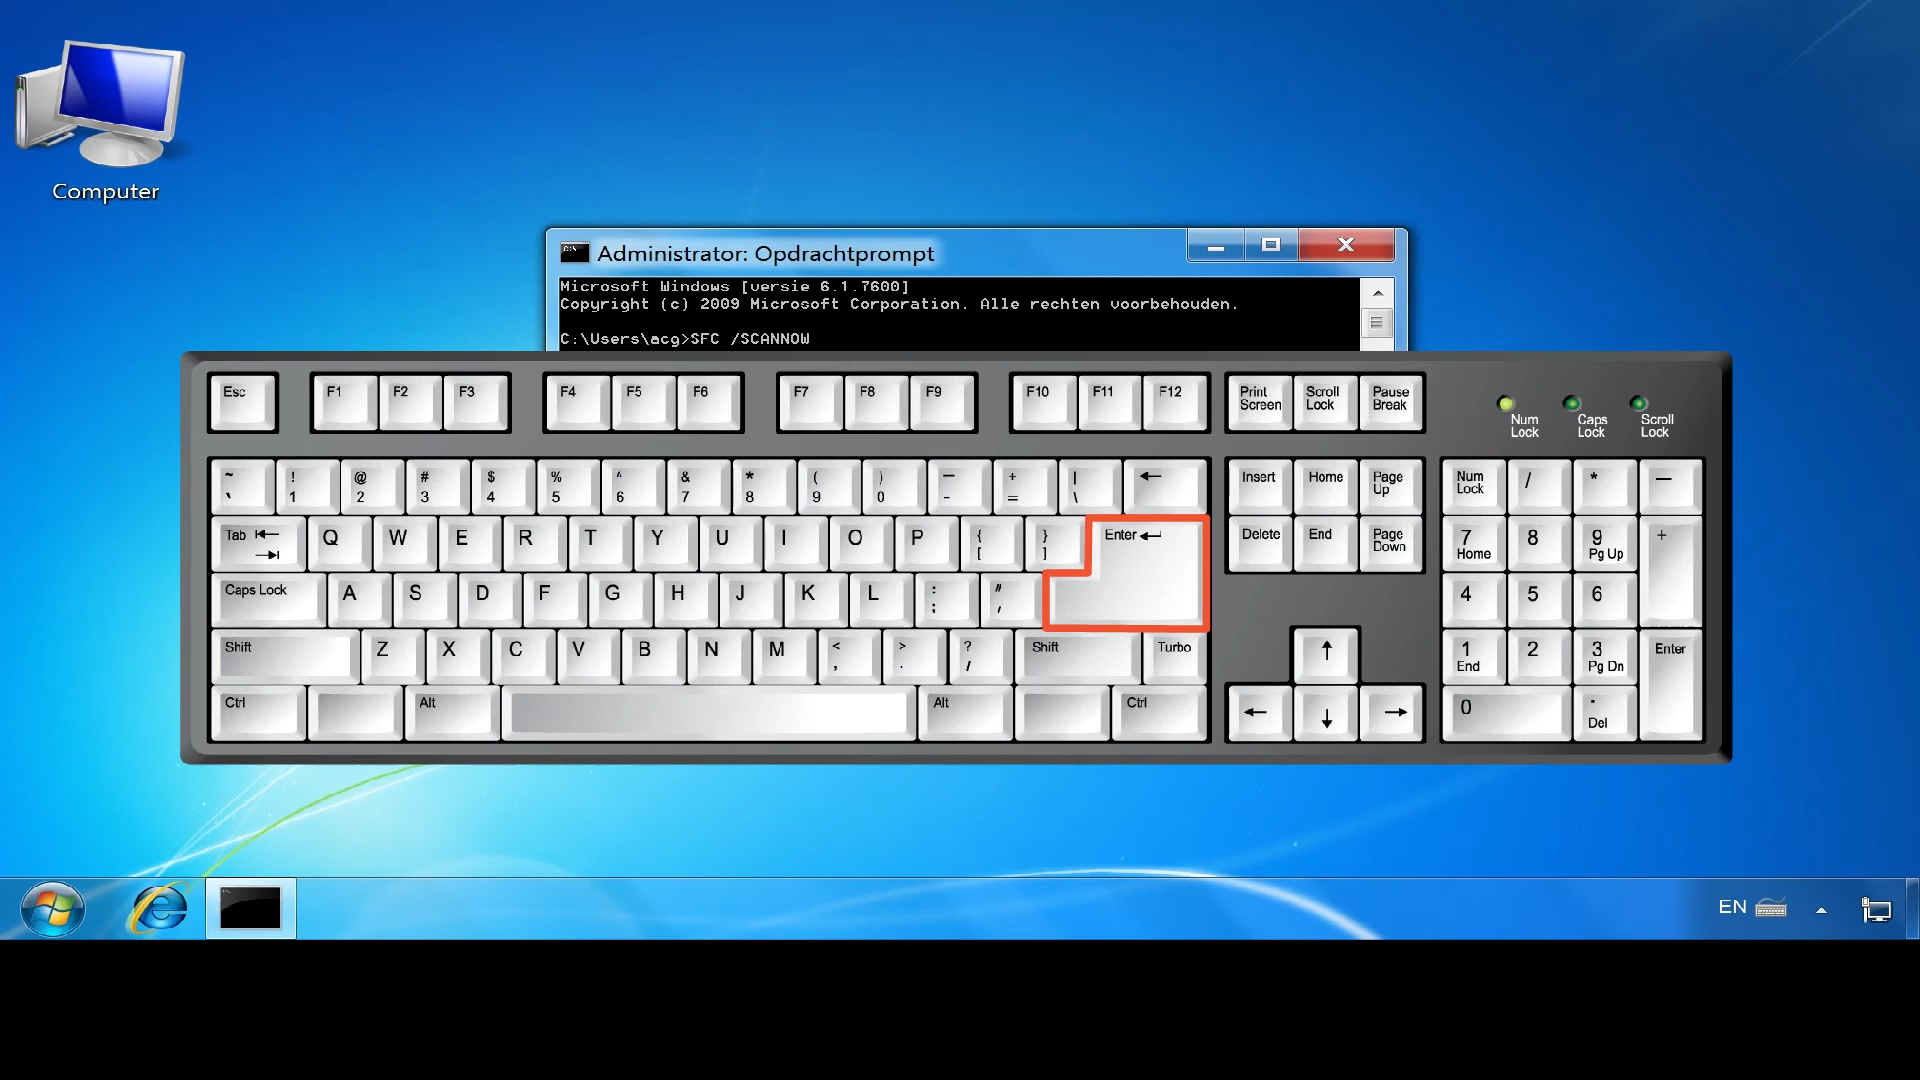 Computer
Administrator: Opdrachtprompt
Microsoft Windows [versie 6.1.7600]
Copyright (c) 2009 Microsoft Corporation. Alle rechten voorbehouden.
C:\Users\acg>SFC /SCANNOW
Esc F1 F2 F3 F4 F5 F6 F7 F8 F9 F10 F11 F12 Print Screen Scroll Lock Pause Break
Num Lock Caps Lock Scroll Lock
~ ` ! 1 @ 2 # 3 $ 4 % 5 ^ 6 & 7 * 8 ( 9 ) 0 — - + = | \ ← Insert Home Page Up Num Lock / * —
Tab Q W E R T Y U I O P { [ } ] Enter ← Delete End Page Down 7 Home 8 9 Pg Up +
Caps Lock A S D F G H J K L : ; " , 4 5 6
Shift Z X C V B N M < , > . ? / Shift Turbo ↑ 1 End 2 3 Pg Dn Enter
Ctrl Alt Alt Ctrl ← ↓ → 0 . Del
EN